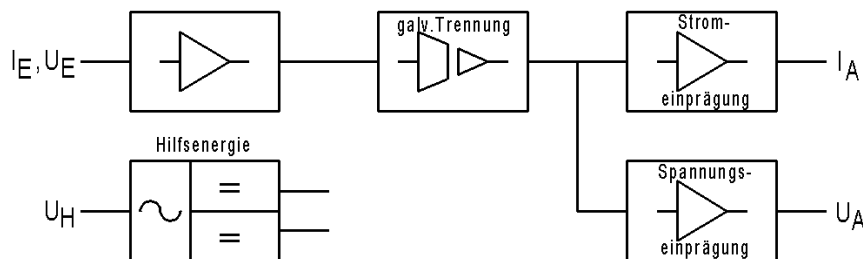 galv.Trennung
Strom-
I_E, U_E
I_A
einprägung
Hilfsenergie
Spannungs-
U_H
=
=
U_A
einprägung